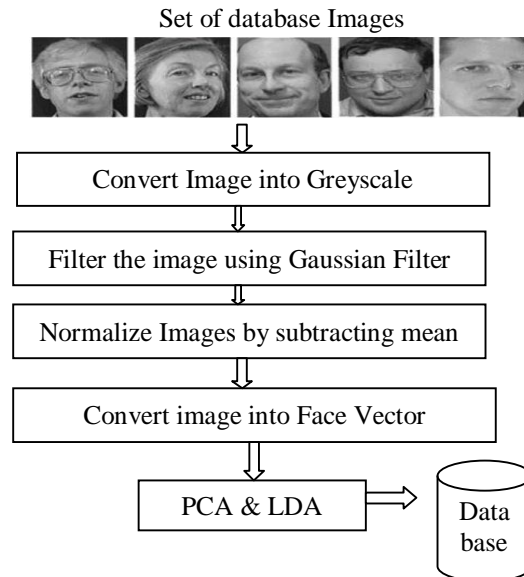 Set of database Images
Convert Image into Greyscale
Filter the image using Gaussian Filter
Normalize Images by subtracting mean
Convert image into Face Vector
PCA & LDA
Data
base